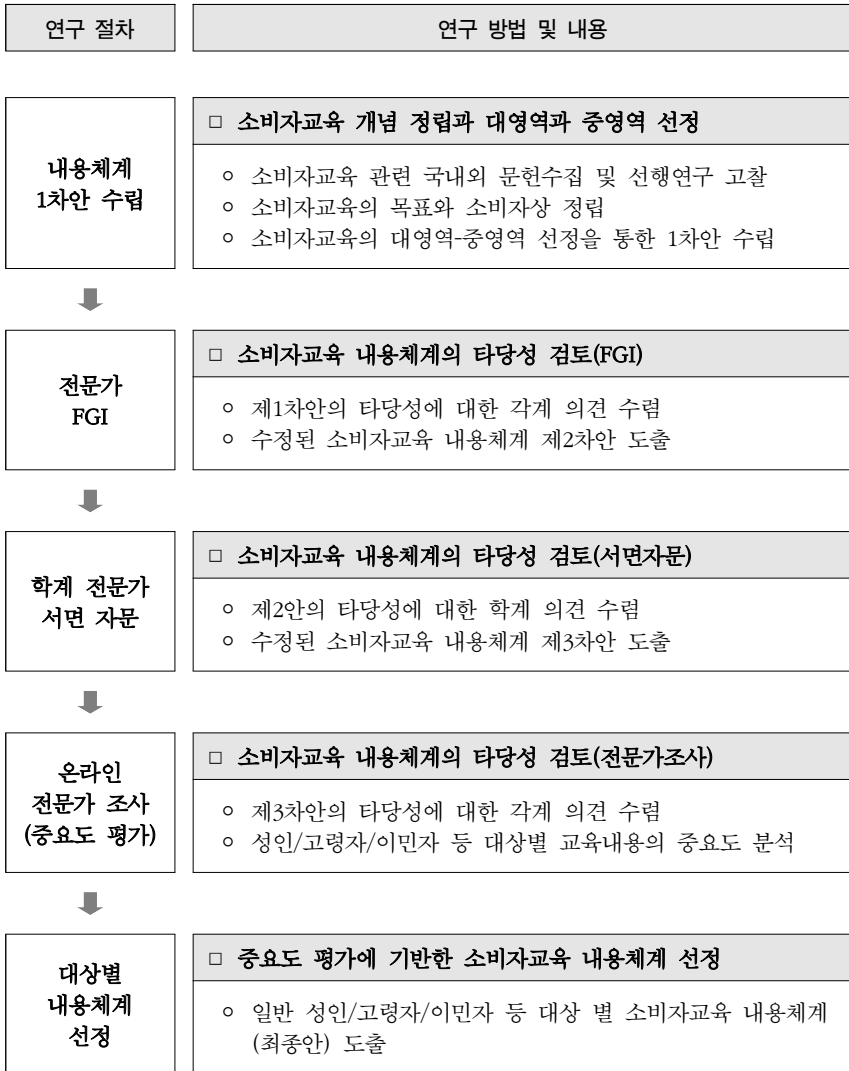 연구 절차
연구 방법 및 내용
내용체계
1차안 수립
□ 소비자교육 개념 정립과 대영역과 중영역 선정
○ 소비자교육 관련 국내외 문헌수집 및 선행연구 고찰
○ 소비자교육의 목표와 소비자상 정립
○ 소비자교육의 대영역-중영역 선정을 통한 1차안 수립
전문가
FGI
□ 소비자교육 내용체계의 타당성 검토(FGI)
○ 제1차안의 타당성에 대한 각계 의견 수렴
○ 수정된 소비자교육 내용체계 제2차안 도출
학계 전문가
서면 자문
□ 소비자교육 내용체계의 타당성 검토(서면자문)
○ 제2안의 타당성에 대한 학계 의견 수렴
○ 수정된 소비자교육 내용체계 제3차안 도출
온라인
전문가 조사
(중요도 평가)
□ 소비자교육 내용체계의 타당성 검토(전문가조사)
○ 제3차안의 타당성에 대한 각계 의견 수렴
○ 성인/고령자/이민자 등 대상별 교육내용의 중요도 분석
대상별
내용체계
선정
□ 중요도 평가에 기반한 소비자교육 내용체계 선정
○ 일반 성인/고령자/이민자 등 대상 별 소비자교육 내용체계
(최종안) 도출